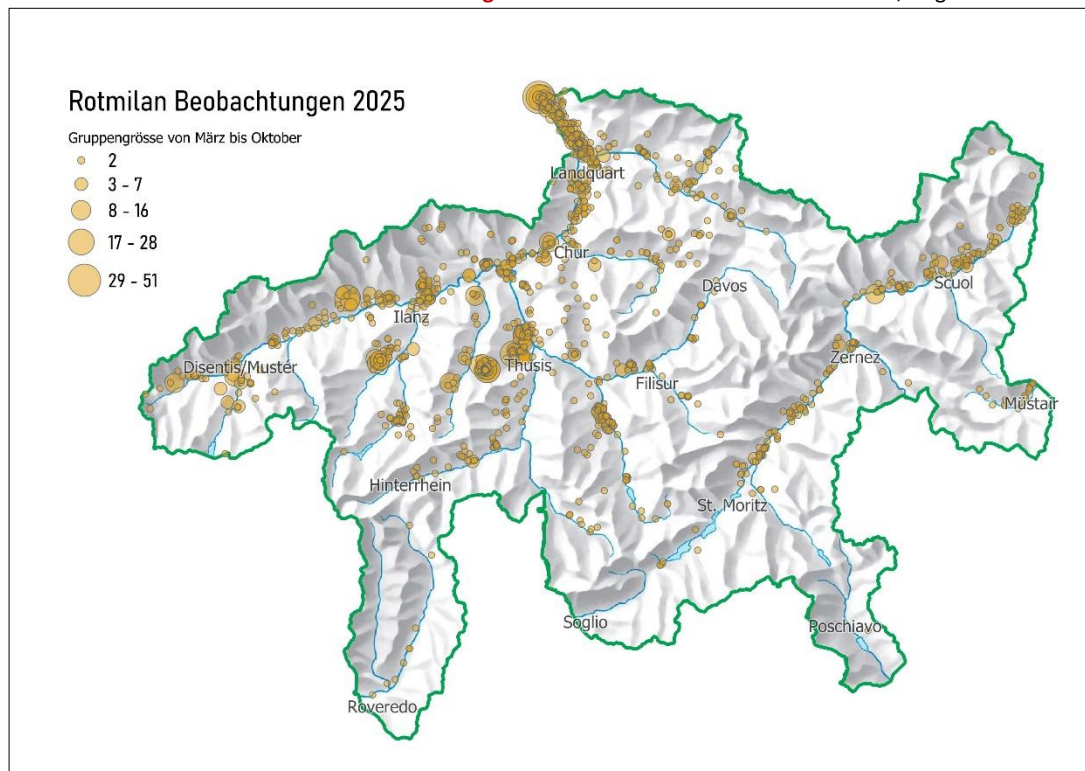 Rotmilan Beobachtungen 2025
Gruppengrösse von März bis Oktober
2
3 - 7
8 - 16
17 - 28
29 - 51
Landquart
Chur
Davos
Scuol
Ilanz
Disentis/Muster
Thusis
Filisur
Zernez
Müstair
Hinterrhein
St. Moritz
Soglio
Poschiavo
Roveredo